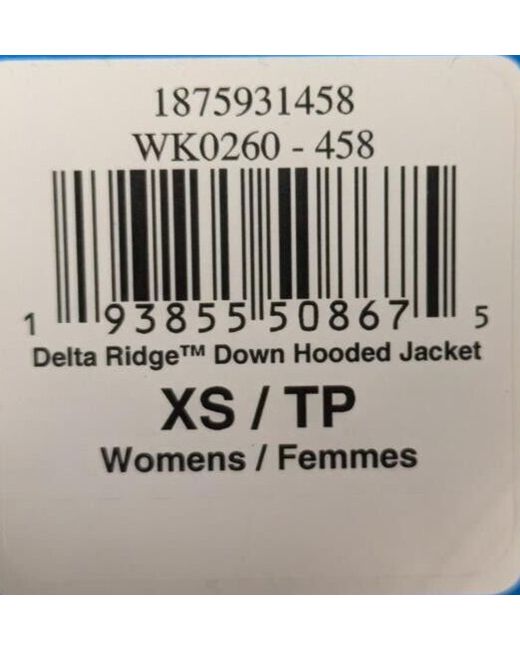 1875931458
WK0260 - 458
1 93855 50867 5
Delta Ridge™ Down Hooded Jacket
XS / TP
Womens / Femmes